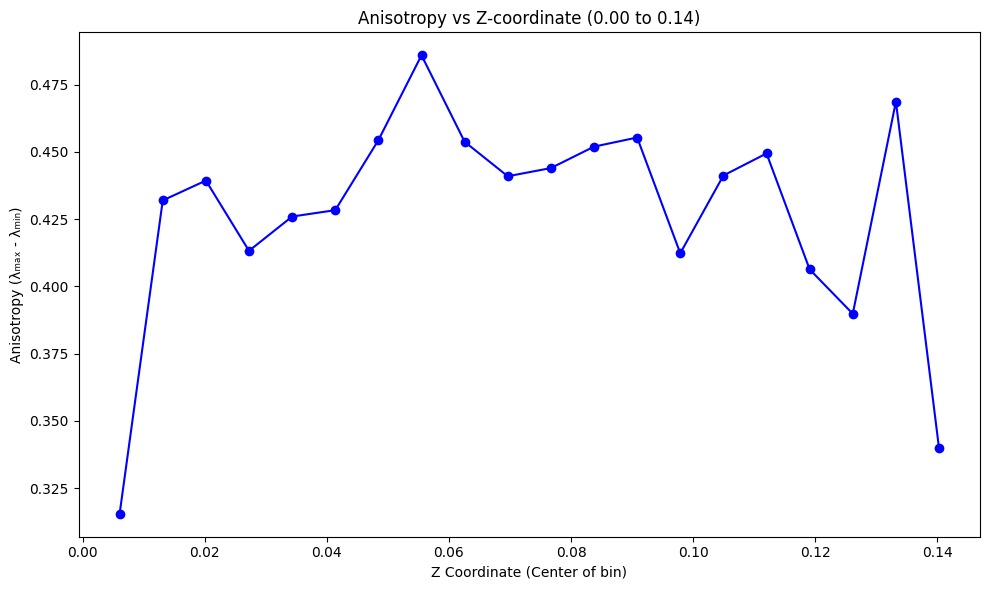 Anisotropy vs Z-coordinate (0.00 to 0.14)
Anisotropy (λₘₐₓ - λₘᵢₙ)
0.475
0.450
0.425
0.400
0.375
0.350
0.325
0.00 0.02 0.04 0.06 0.08 0.10 0.12 0.14
Z Coordinate (Center of bin)